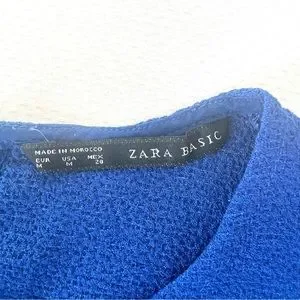 MADE IN MOROCCO
EUR USA MEX
M M 28
ZARA BASIC